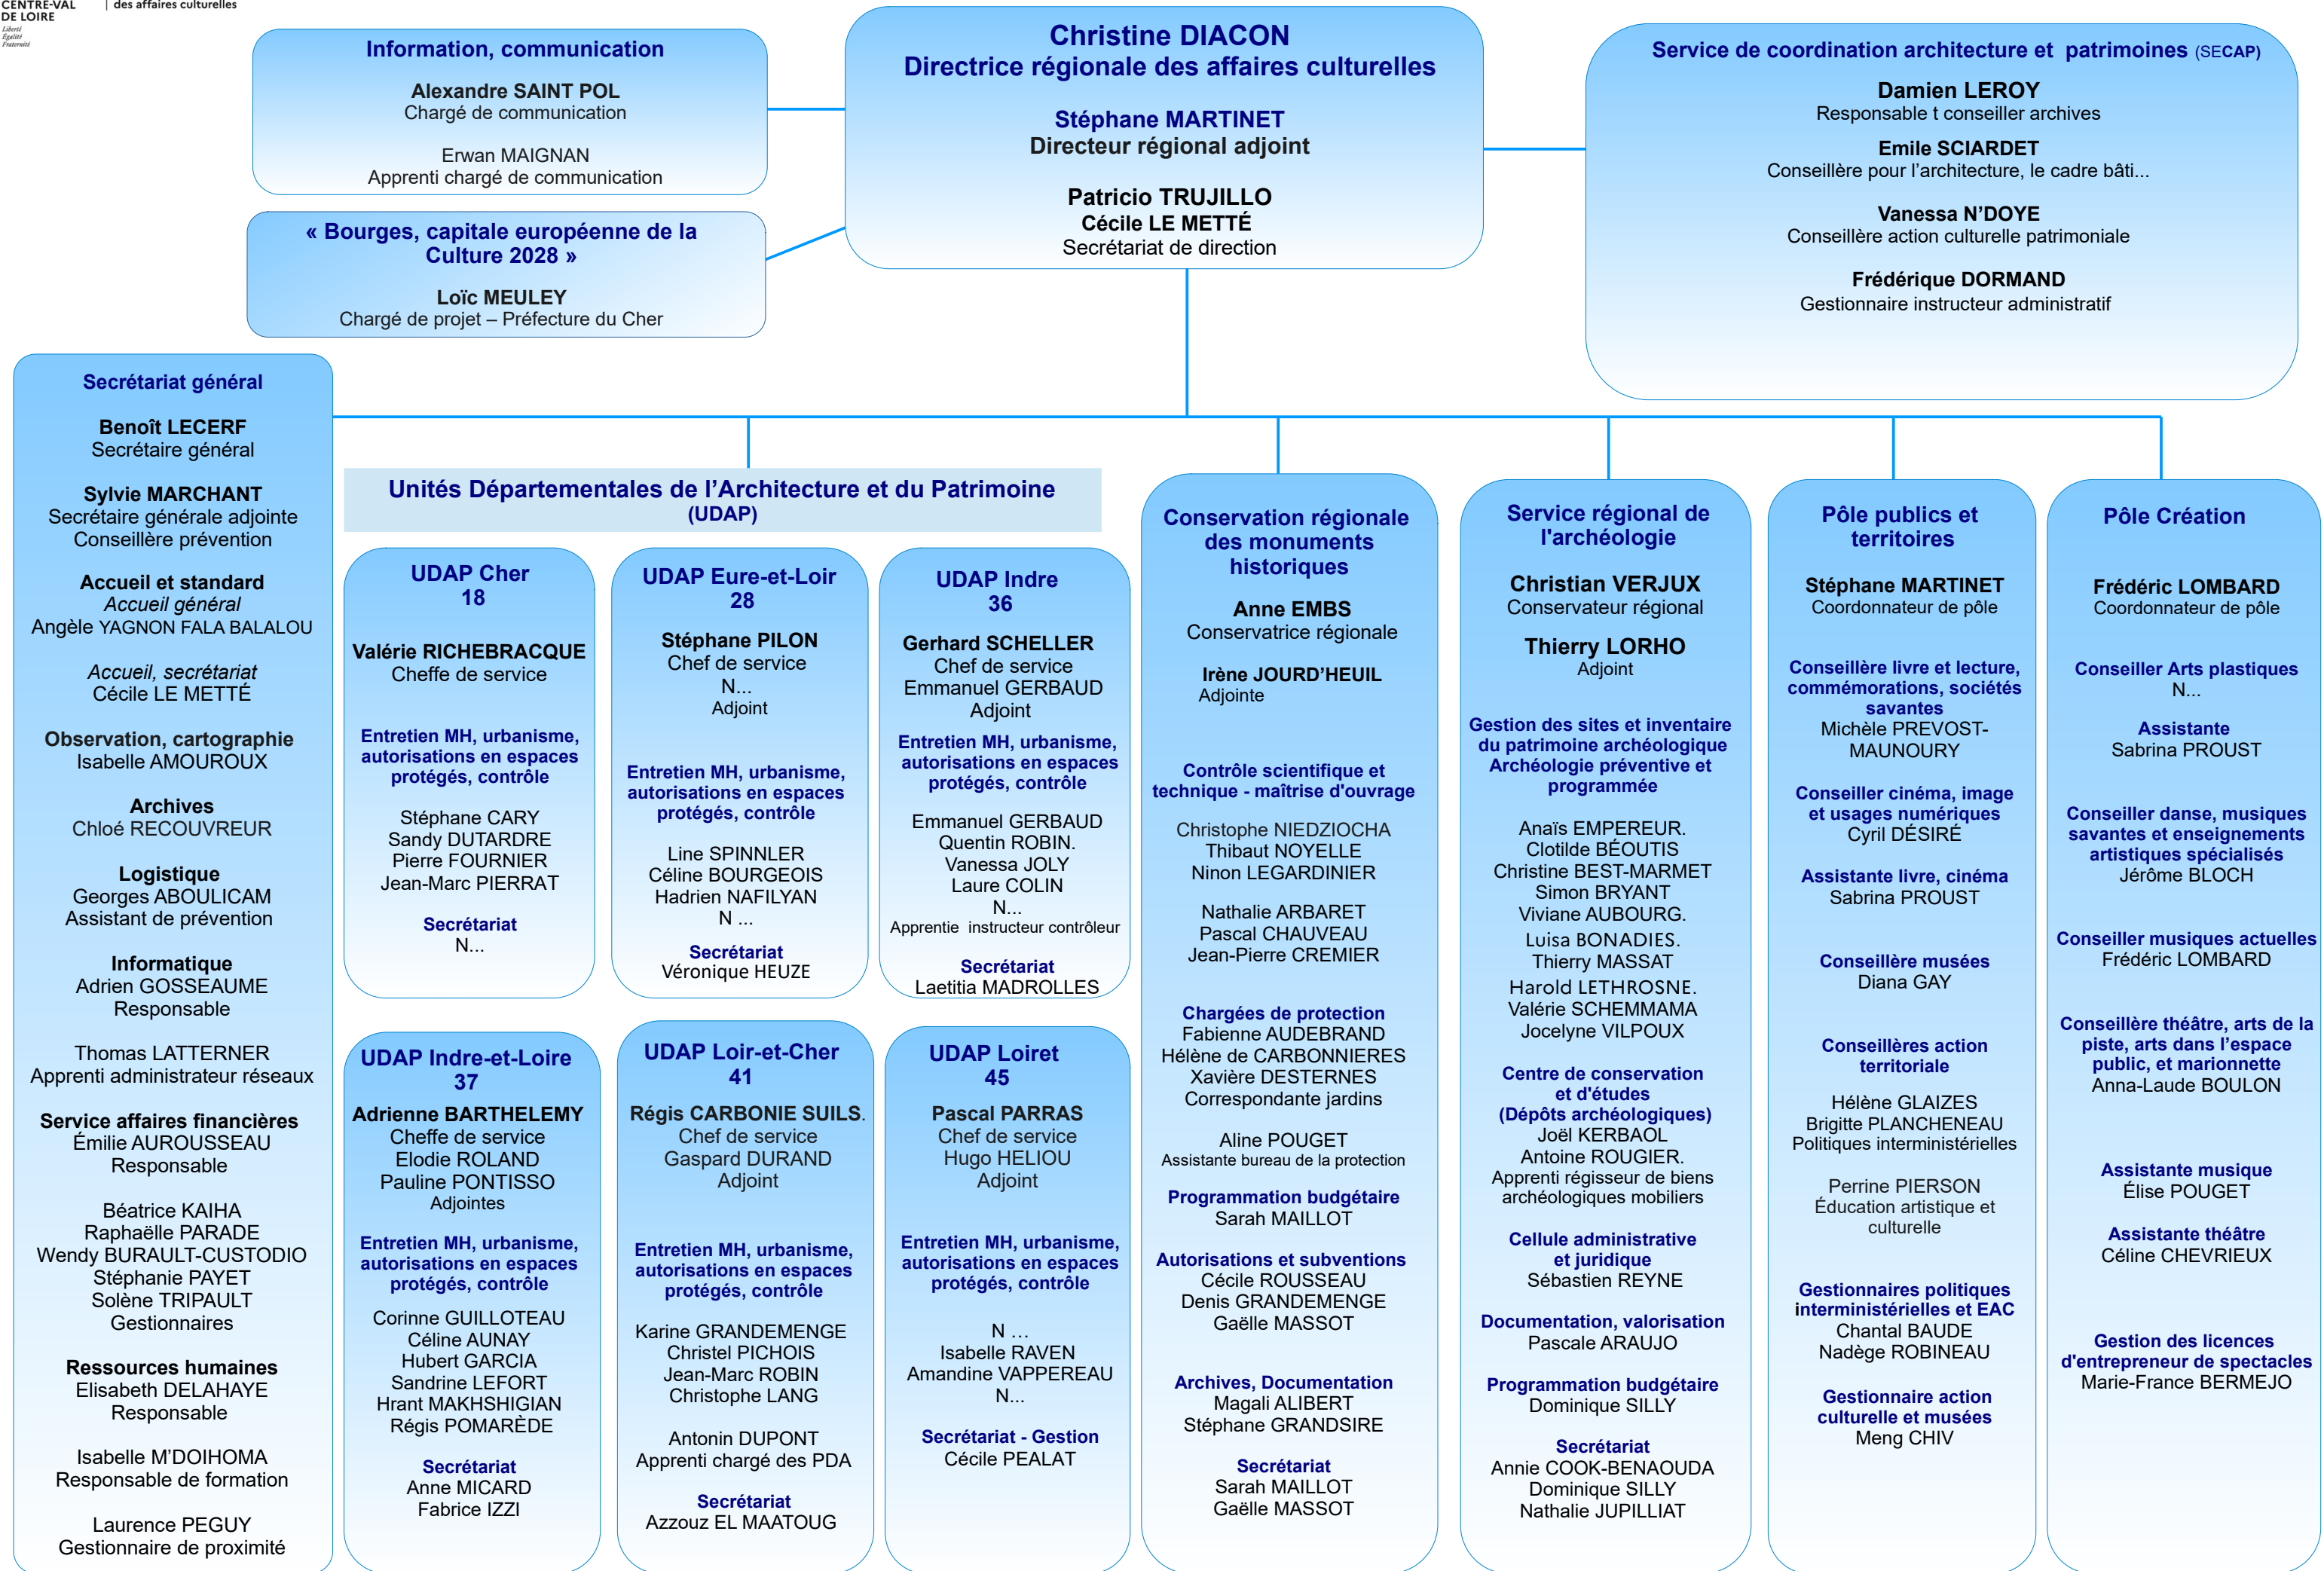 CENTRE-VAL
DE LOIRE
Liberté
Égalité
Fraternité
des affaires culturelles
Information, communication
Alexandre SAINT POL
Chargé de communication
Erwan MAIGNAN
Apprenti chargé de communication
« Bourges, capitale européenne de la
Culture 2028 »
Loïc MEULEY
Chargé de projet – Préfecture du Cher
Christine DIACON
Directrice régionale des affaires culturelles
Stéphane MARTINET
Directeur régional adjoint
Patricio TRUJILLO
Cécile LE METTÉ
Secrétariat de direction
Service de coordination architecture et patrimoines (SECAP)
Damien LEROY
Responsable t conseiller archives
Emile SCIARDET
Conseillère pour l’architecture, le cadre bâti...
Vanessa N’DOYE
Conseillère action culturelle patrimoniale
Frédérique DORMAND
Gestionnaire instructeur administratif
Secrétariat général
Benoît LECERF
Secrétaire général
Sylvie MARCHANT
Secrétaire générale adjointe
Conseillère prévention
Accueil et standard
Accueil général
Angèle YAGNON FALA BALALOU
Accueil, secrétariat
Cécile LE METTÉ
Observation, cartographie
Isabelle AMOUROUX
Archives
Chloé RECOUVREUR
Logistique
Georges ABOULICAM
Assistant de prévention
Informatique
Adrien GOSSEAUME
Responsable
Thomas LATTERNER
Apprenti administrateur réseaux
Service affaires financières
Émilie AUROUSSEAU
Responsable
Béatrice KAIHA
Raphaëlle PARADE
Wendy BURAULT-CUSTODIO
Stéphanie PAYET
Solène TRIPAULT
Gestionnaires
Ressources humaines
Elisabeth DELAHAYE
Responsable
Isabelle M’DOIHOMA
Responsable de formation
Laurence PEGUY
Gestionnaire de proximité
Unités Départementales de l’Architecture et du Patrimoine
(UDAP)
UDAP Cher
18
Valérie RICHEBRACQUE
Cheffe de service
Entretien MH, urbanisme,
autorisations en espaces
protégés, contrôle
Stéphane CARY
Sandy DUTARDRE
Pierre FOURNIER
Jean-Marc PIERRAT
Secrétariat
N...
UDAP Eure-et-Loir
28
Stéphane PILON
Chef de service
N...
Adjoint
Entretien MH, urbanisme,
autorisations en espaces
protégés, contrôle
Line SPINNLER
Céline BOURGEOIS
Hadrien NAFILYAN
N ...
Secrétariat
Véronique HEUZE
UDAP Indre
36
Gerhard SCHELLER
Chef de service
Emmanuel GERBAUD
Adjoint
Entretien MH, urbanisme,
autorisations en espaces
protégés, contrôle
Emmanuel GERBAUD
Quentin ROBIN.
Vanessa JOLY
Laure COLIN
N...
Apprentie instructeur contrôleur
Secrétariat
Laetitia MADROLLES
UDAP Indre-et-Loire
37
Adrienne BARTHELEMY
Cheffe de service
Elodie ROLAND
Pauline PONTISSO
Adjointes
Entretien MH, urbanisme,
autorisations en espaces
protégés, contrôle
Corinne GUILLOTEAU
Céline AUNAY
Hubert GARCIA
Sandrine LEFORT
Hrant MAKHSHIGIAN
Régis POMARÈDE
Secrétariat
Anne MICARD
Fabrice IZZI
UDAP Loir-et-Cher
41
Régis CARBONIE SUILS.
Chef de service
Gaspard DURAND
Adjoint
Entretien MH, urbanisme,
autorisations en espaces
protégés, contrôle
Karine GRANDEMENGE
Christel PICHOIS
Jean-Marc ROBIN
Christophe LANG
Antonin DUPONT
Apprenti chargé des PDA
Secrétariat
Azzouz EL MAATOUG
UDAP Loiret
45
Pascal PARRAS
Chef de service
Hugo HELIOU
Adjoint
Entretien MH, urbanisme,
autorisations en espaces
protégés, contrôle
N …
Isabelle RAVEN
Amandine VAPPEREAU
N...
Secrétariat - Gestion
Cécile PEALAT
Conservation régionale
des monuments
historiques
Anne EMBS
Conservatrice régionale
Irène JOURD’HEUIL
Adjointe
Contrôle scientifique et
technique - maîtrise d'ouvrage
Christophe NIEDZIOCHA
Thibaut NOYELLE
Ninon LEGARDINIER
Nathalie ARBARET
Pascal CHAUVEAU
Jean-Pierre CREMIER
Chargées de protection
Fabienne AUDEBRAND
Hélène de CARBONNIERES
Xavière DESTERNES
Correspondante jardins
Aline POUGET
Assistante bureau de la protection
Programmation budgétaire
Sarah MAILLOT
Autorisations et subventions
Cécile ROUSSEAU
Denis GRANDEMENGE
Gaëlle MASSOT
Archives, Documentation
Magali ALIBERT
Stéphane GRANDSIRE
Secrétariat
Sarah MAILLOT
Gaëlle MASSOT
Service régional de
l'archéologie
Christian VERJUX
Conservateur régional
Thierry LORHO
Adjoint
Gestion des sites et inventaire
du patrimoine archéologique
Archéologie préventive et
programmée
Anaïs EMPEREUR.
Clotilde BÉOUTIS
Christine BEST-MARMET
Simon BRYANT
Viviane AUBOURG.
Luisa BONADIES.
Thierry MASSAT
Harold LETHROSNE.
Valérie SCHEMMAMA
Jocelyne VILPOUX
Centre de conservation
et d'études
(Dépôts archéologiques)
Joël KERBAOL
Antoine ROUGIER.
Apprenti régisseur de biens
archéologiques mobiliers
Cellule administrative
et juridique
Sébastien REYNE
Documentation, valorisation
Pascale ARAUJO
Programmation budgétaire
Dominique SILLY
Secrétariat
Annie COOK-BENAOUDA
Dominique SILLY
Nathalie JUPILLIAT
Pôle publics et
territoires
Stéphane MARTINET
Coordonnateur de pôle
Conseillère livre et lecture,
commémorations, sociétés
savantes
Michèle PREVOST-
MAUNOURY
Conseiller cinéma, image
et usages numériques
Cyril DÉSIRÉ
Assistante livre, cinéma
Sabrina PROUST
Conseillère musées
Diana GAY
Conseillères action
territoriale
Hélène GLAIZES
Brigitte PLANCHENEAU
Politiques interministérielles
Perrine PIERSON
Éducation artistique et
culturelle
Gestionnaires politiques
interministérielles et EAC
Chantal BAUDE
Nadège ROBINEAU
Gestionnaire action
culturelle et musées
Meng CHIV
Pôle Création
Frédéric LOMBARD
Coordonnateur de pôle
Conseiller Arts plastiques
N...
Assistante
Sabrina PROUST
Conseiller danse, musiques
savantes et enseignements
artistiques spécialisés
Jérôme BLOCH
Conseiller musiques actuelles
Frédéric LOMBARD
Conseillère théâtre, arts de la
piste, arts dans l’espace
public, et marionnette
Anna-Laude BOULON
Assistante musique
Élise POUGET
Assistante théâtre
Céline CHEVRIEUX
Gestion des licences
d'entrepreneur de spectacles
Marie-France BERMEJO